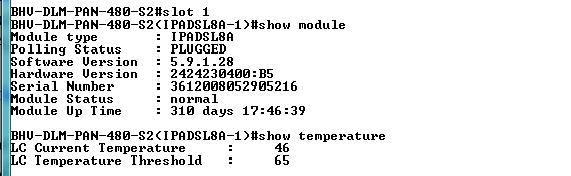 BHV-DLM-PAN-480-S2#slot 1
BHV-DLM-PAN-480-S2(IPADSL8A-1)#show module
Module type : IPADSL8A
Polling Status : PLUGGED
Software Version : 5.9.1.28
Hardware Version : 2424230400:B5
Serial Number : 3612008052905216
Module Status : normal
Module Up Time : 310 days 17:46:39
BHV-DLM-PAN-480-S2(IPADSL8A-1)#show temperature
LC Current Temperature : 46
LC Temperature Threshold : 65